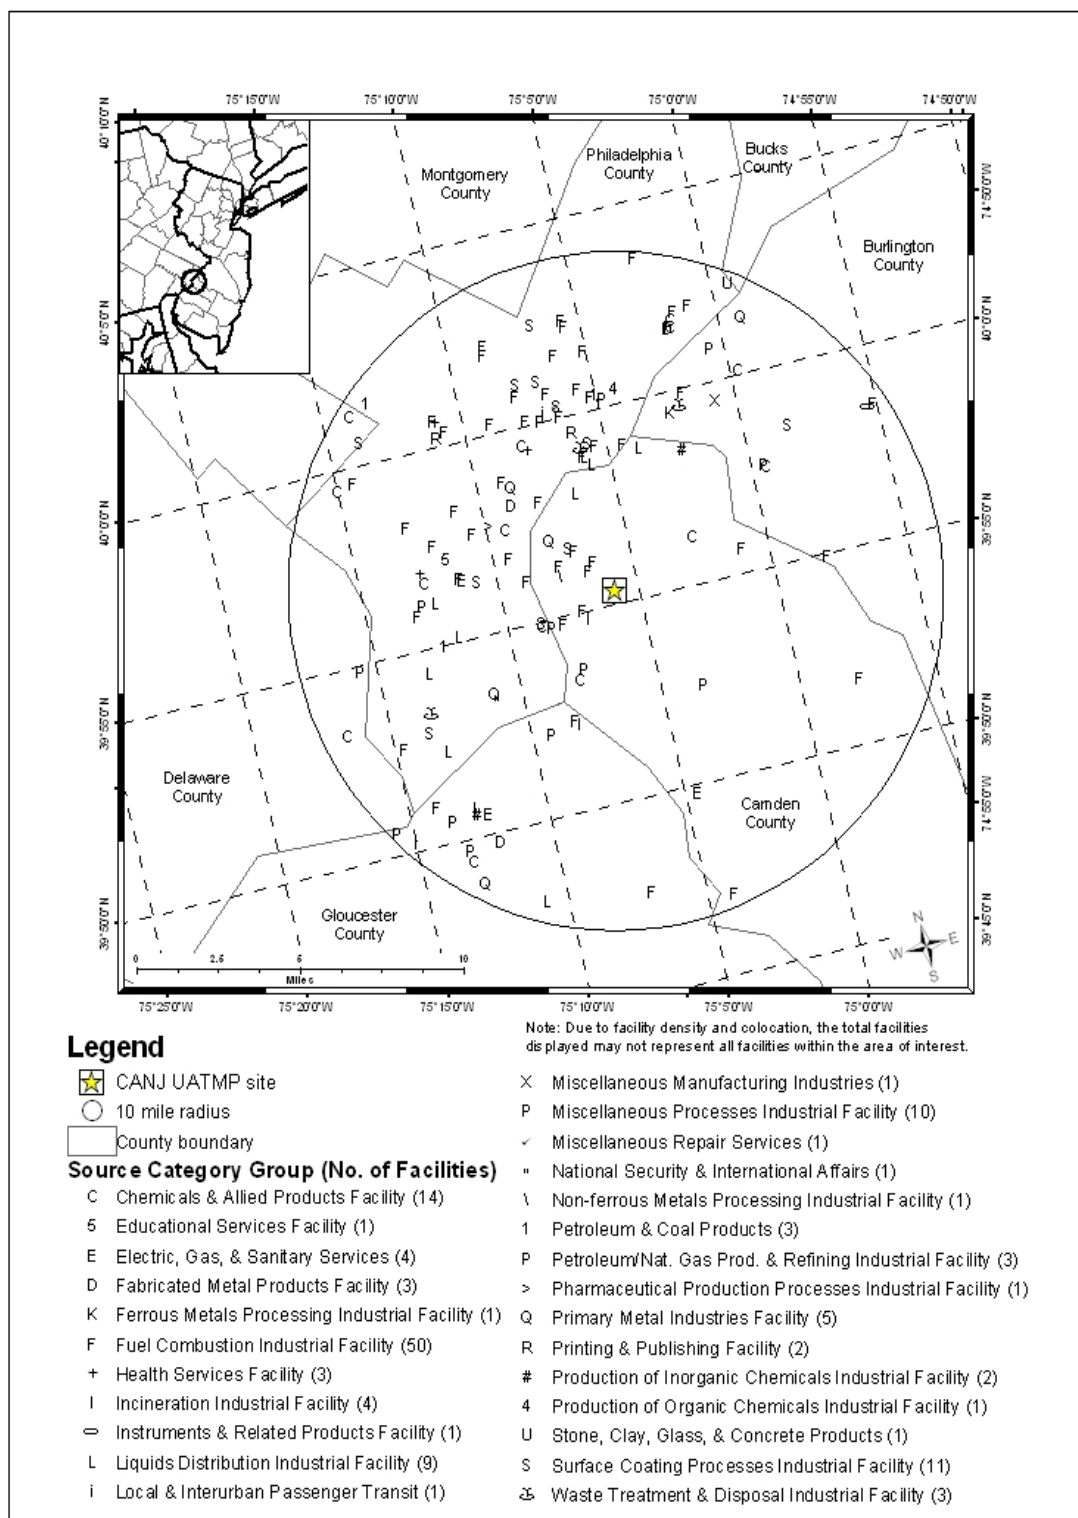 75°15'0"W 75°10'0"W 75°5'0"W 75°0'0"W 74°55'0"W 74°50'0"W
40°10'0"N
40°5'0"N
40°0'0"N
39°55'0"N
39°50'0"N
74°50'0"W
40°0'0"N
39°55'0"N
39°50'0"N
74°55'0"W
39°45'0"N
Montgomery
County
Philadelphia
County
Bucks
County
Burlington
County
Delaware
County
Camden
County
Gloucester
County
N
W E
S
0 2.5 5 10
Miles
75°25'0"W 75°20'0"W 75°15'0"W 75°10'0"W 75°5'0"W 75°0'0"W
Note: Due to facility density and colocation, the total facilities
displayed may not represent all facilities within the area of interest.
Legend
CANJ UATMP site
10 mile radius
County boundary
Source Category Group (No. of Facilities)
C Chemicals & Allied Products Facility (14)
5 Educational Services Facility (1)
E Electric, Gas, & Sanitary Services (4)
D Fabricated Metal Products Facility (3)
K Ferrous Metals Processing Industrial Facility (1)
F Fuel Combustion Industrial Facility (50)
+ Health Services Facility (3)
I Incineration Industrial Facility (4)
Instruments & Related Products Facility (1)
L Liquids Distribution Industrial Facility (9)
i Local & Interurban Passenger Transit (1)
X Miscellaneous Manufacturing Industries (1)
P Miscellaneous Processes Industrial Facility (10)
✓ Miscellaneous Repair Services (1)
" National Security & International Affairs (1)
\ Non-ferrous Metals Processing Industrial Facility (1)
1 Petroleum & Coal Products (3)
P Petroleum/Nat. Gas Prod. & Refining Industrial Facility (3)
> Pharmaceutical Production Processes Industrial Facility (1)
Q Primary Metal Industries Facility (5)
R Printing & Publishing Facility (2)
# Production of Inorganic Chemicals Industrial Facility (2)
4 Production of Organic Chemicals Industrial Facility (1)
U Stone, Clay, Glass, & Concrete Products (1)
S Surface Coating Processes Industrial Facility (11)
Waste Treatment & Disposal Industrial Facility (3)